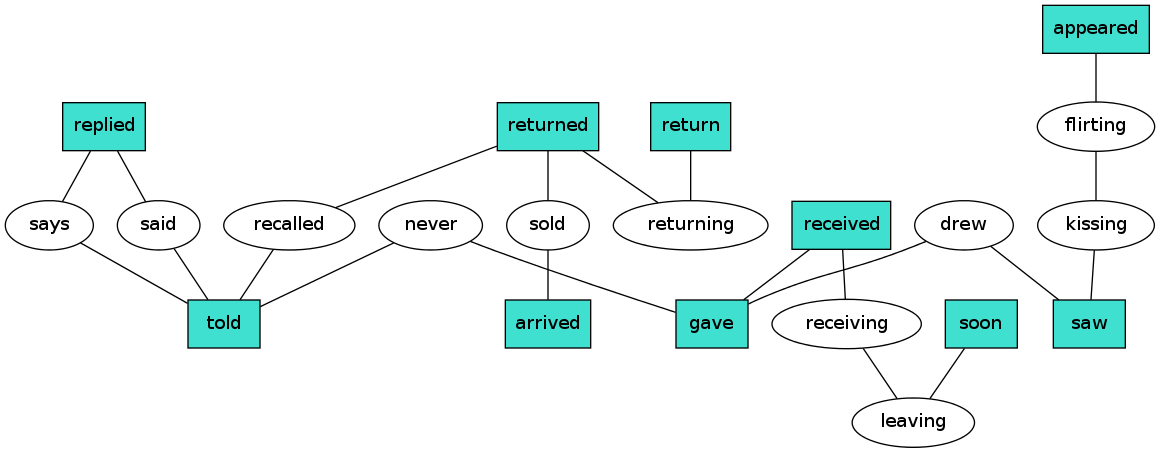 appeared
replied
returned
return
flirting
says
said
recalled
never
sold
returning
received
drew
kissing
told
arrived
gave
receiving
soon
saw
leaving